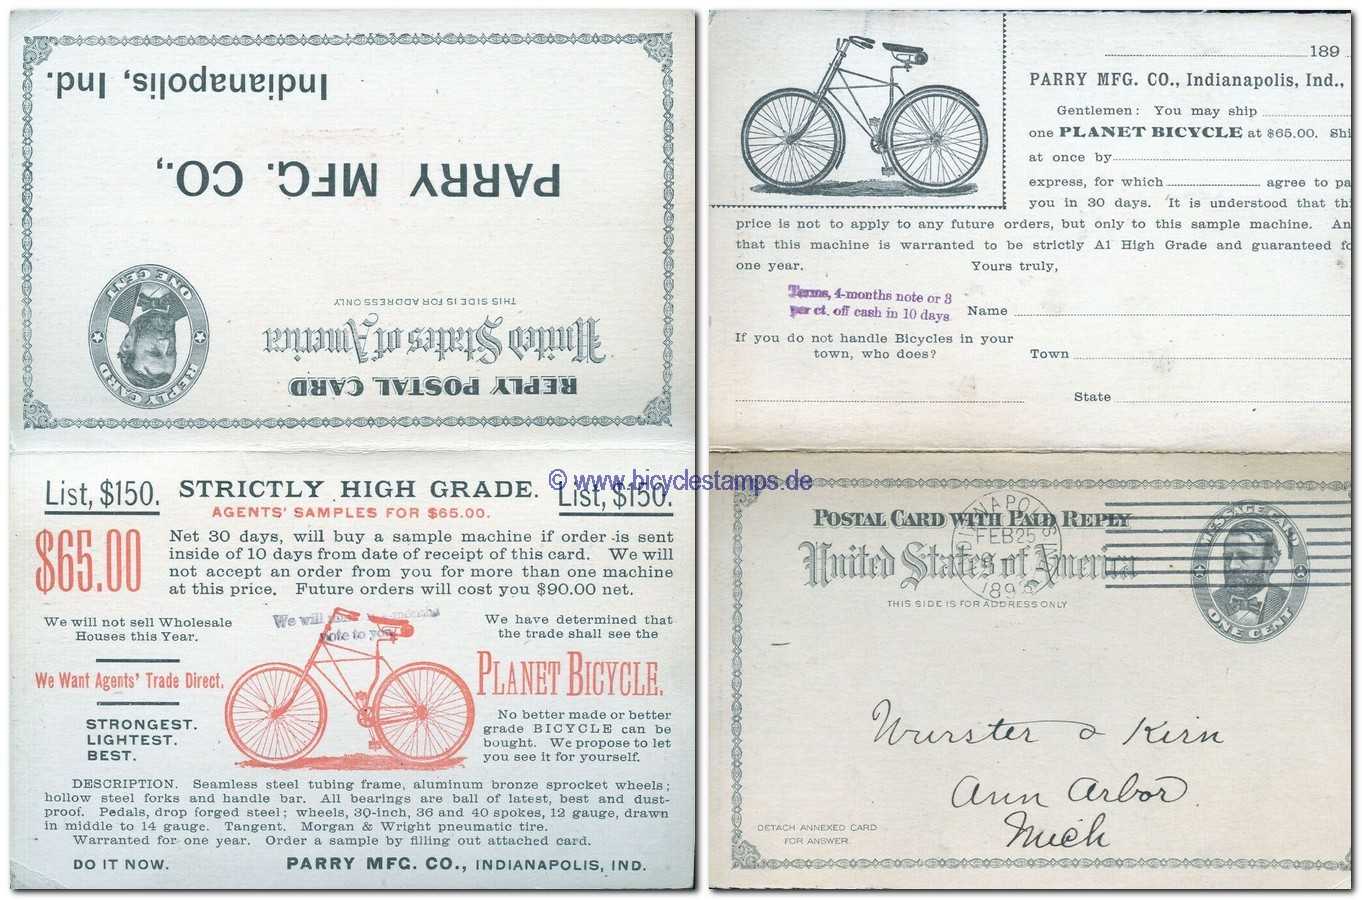 Indianapolis, Ind.
PARRY MFG. CO.,
ONE CENT
REPLY CARD
THIS SIDE IS FOR ADDRESS ONLY
United States of America
REPLY POSTAL CARD
List, $150. STRICTLY HIGH GRADE. List, $150.
AGENTS' SAMPLES FOR $65.00.
$65.00
Net 30 days, will buy a sample machine if order is sent
inside of 10 days from date of receipt of this card. We will
not accept an order from you for more than one machine
at this price. Future orders will cost you $90.00 net.
We will not sell Wholesale
Houses this Year.
We will
note to you
We have determined that
the trade shall see the
We Want Agents' Trade Direct.
PLANET BICYCLE.
STRONGEST.
LIGHTEST.
BEST.
No better made or better
grade BICYCLE can be
bought. We propose to let
you see it for yourself.
DESCRIPTION. Seamless steel tubing frame, aluminum bronze sprocket wheels;
hollow steel forks and handle bar. All bearings are ball of latest, best and dust-
proof. Pedals, drop forged steel; wheels, 30-inch, 36 and 40 spokes, 12 gauge, drawn
in middle to 14 gauge. Tangent. Morgan & Wright pneumatic tire.
Warranted for one year. Order a sample by filling out attached card.
DO IT NOW. PARRY MFG. CO., INDIANAPOLIS, IND.
© www.bicyclestamps.de
189
PARRY MFG. CO., Indianapolis, Ind.,
Gentlemen: You may ship
one PLANET BICYCLE at $65.00. Shi
at once by
express, for which agree to pa
you in 30 days. It is understood that thi
price is not to apply to any future orders, but only to this sample machine. An
that this machine is warranted to be strictly A1 High Grade and guaranteed fo
one year. Yours truly,
Terms, 4-months note or 3
per ct. off cash in 10 days
Name
If you do not handle Bicycles in your
town, who does?
Town
State
POSTAL CARD WITH PAID REPLY
United States of America
THIS SIDE IS FOR ADDRESS ONLY
INDIANAPOLIS
FEB 25
MESSAGE CARD
ONE CENT
Wurster & Kirn
Ann Arbor
Mich
DETACH ANNEXED CARD
FOR ANSWER.